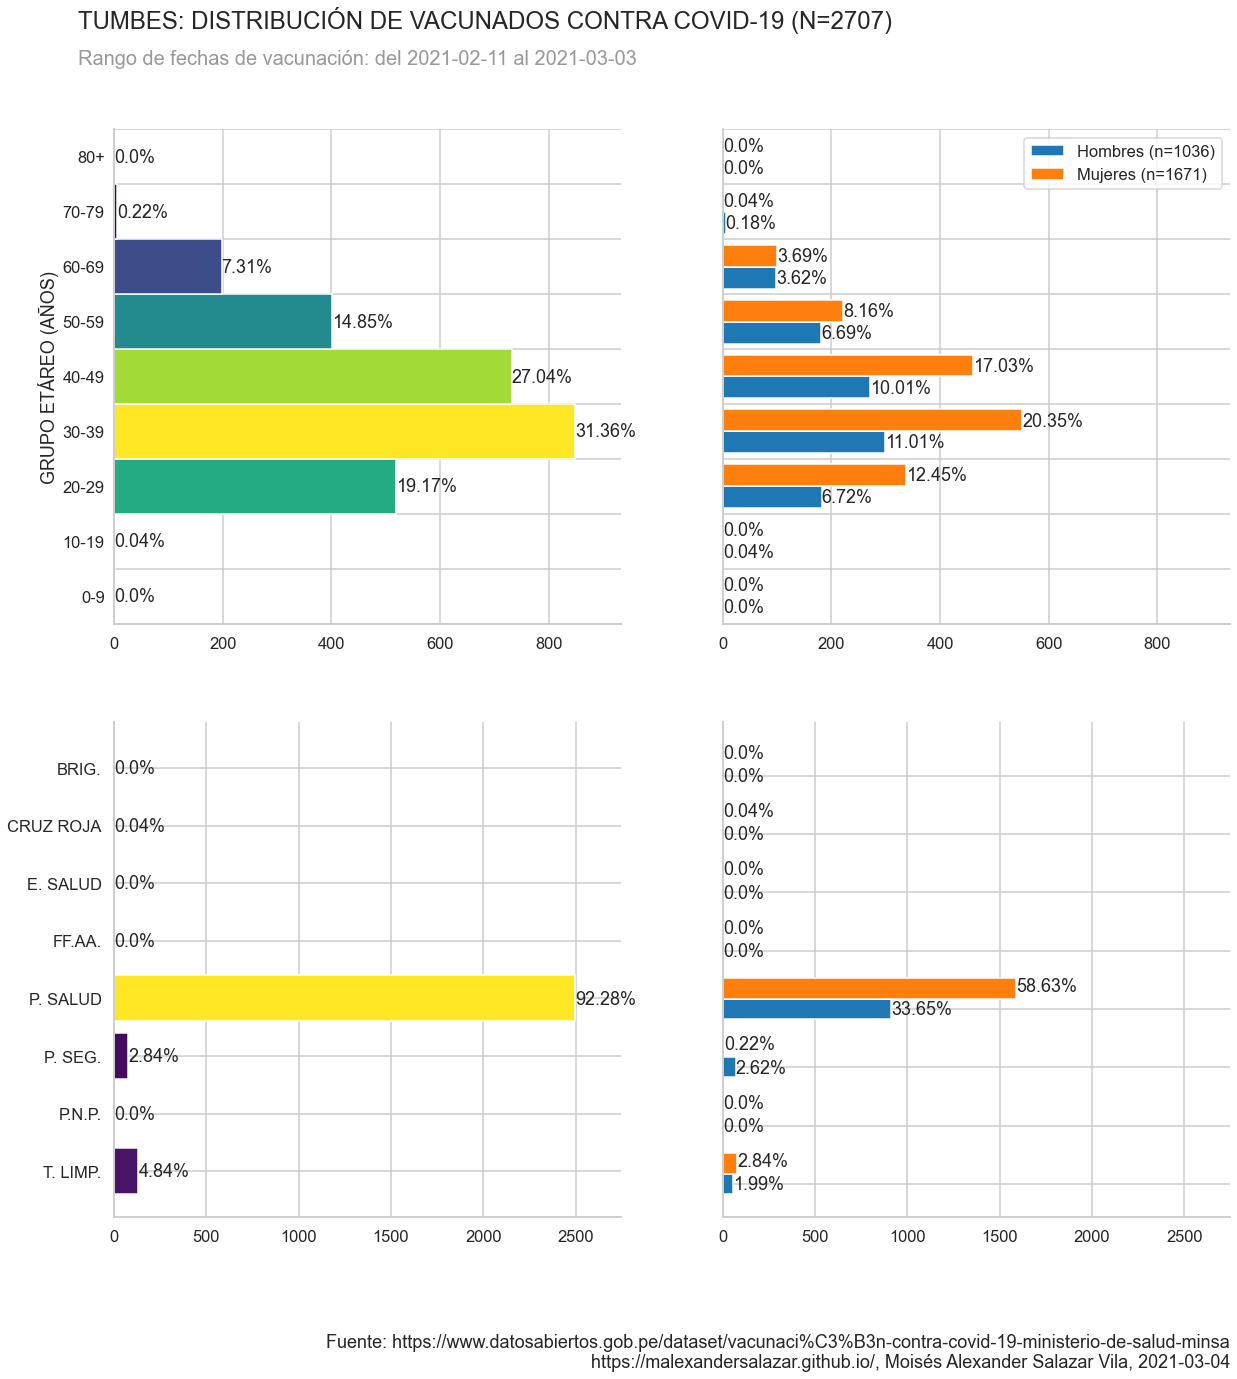 TUMBES: DISTRIBUCIÓN DE VACUNADOS CONTRA COVID-19 (N=2707)
Rango de fechas de vacunación: del 2021-02-11 al 2021-03-03
GRUPO ETÁREO (AÑOS)
80+ 0.0%
70-79 0.22%
60-69 7.31%
50-59 14.85%
40-49 27.04%
30-39 31.36%
20-29 19.17%
10-19 0.04%
0-9 0.0%
0 200 400 600 800
Hombres (n=1036)
Mujeres (n=1671)
0.0%
0.0%
0.04%
0.18%
3.69%
3.62%
8.16%
6.69%
17.03%
10.01%
20.35%
11.01%
12.45%
6.72%
0.0%
0.04%
0.0%
0.0%
0 200 400 600 800
BRIG. 0.0%
CRUZ ROJA 0.04%
E. SALUD 0.0%
FF.AA. 0.0%
P. SALUD 92.28%
P. SEG. 2.84%
P.N.P. 0.0%
T. LIMP. 4.84%
0 500 1000 1500 2000 2500
0.0%
0.0%
0.04%
0.0%
0.0%
0.0%
0.0%
0.0%
58.63%
33.65%
0.22%
2.62%
0.0%
0.0%
2.84%
1.99%
0 500 1000 1500 2000 2500
Fuente: https://www.datosabiertos.gob.pe/dataset/vacunaci%C3%B3n-contra-covid-19-ministerio-de-salud-minsa
https://malexandersalazar.github.io/, Moisés Alexander Salazar Vila, 2021-03-04